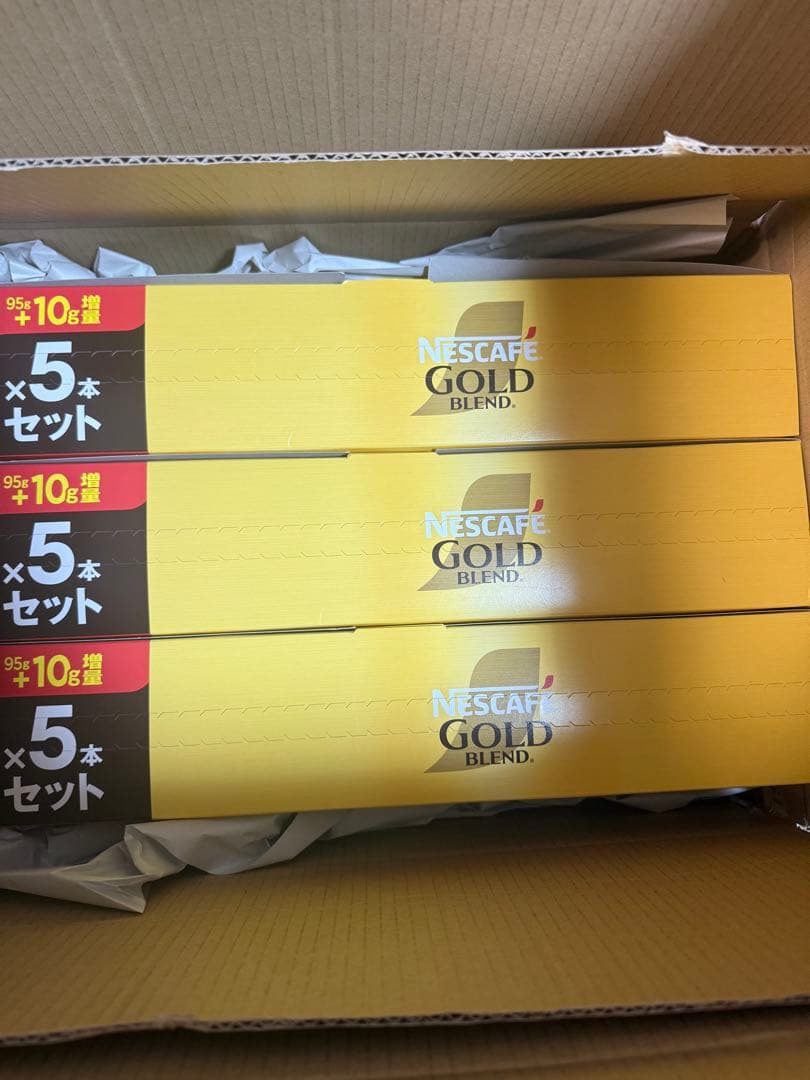 95g
+10g増量
×5本
セット
NESCAFÉ
GOLD
BLEND®
95g
+10g増量
×5本
セット
NESCAFÉ
GOLD
BLEND®
95g
+10g増量
×5本
セット
NESCAFÉ
GOLD
BLEND®